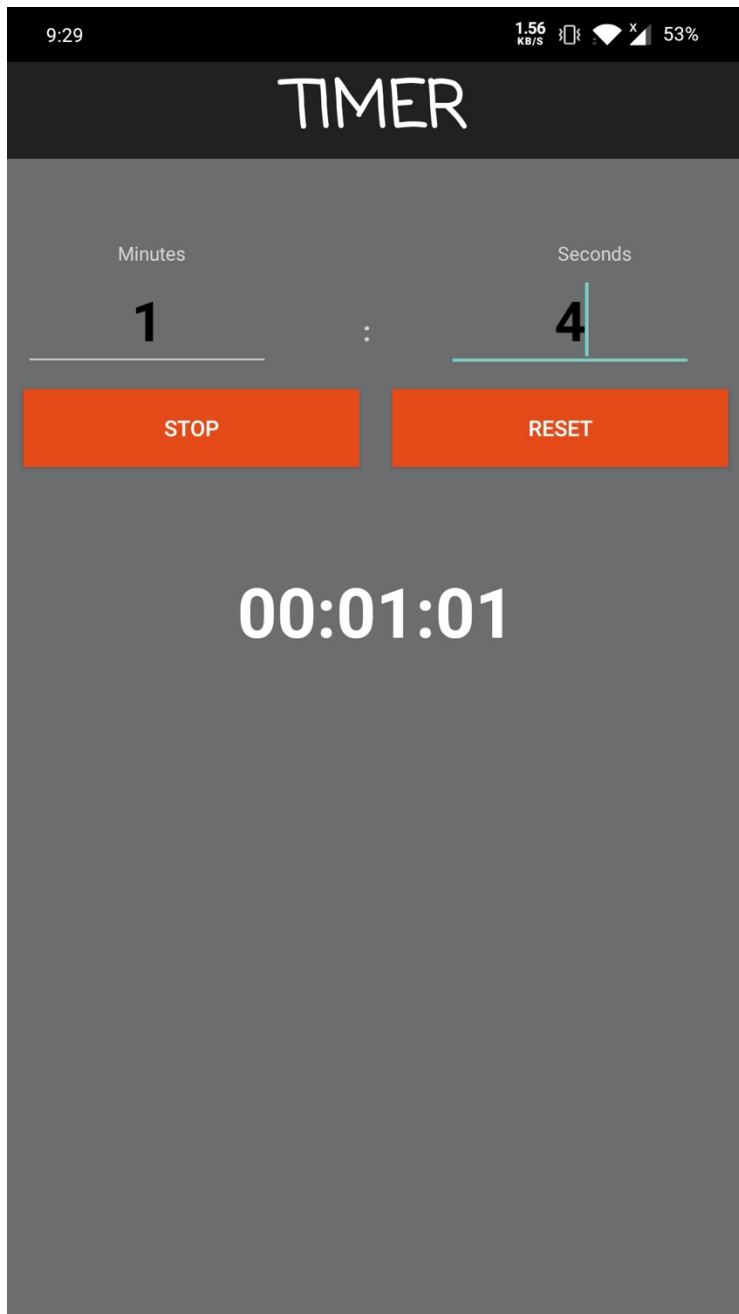 9:29 1.56 KB/S x 53%
TIMER
Minutes Seconds
1 : 4
STOP RESET
00:01:01